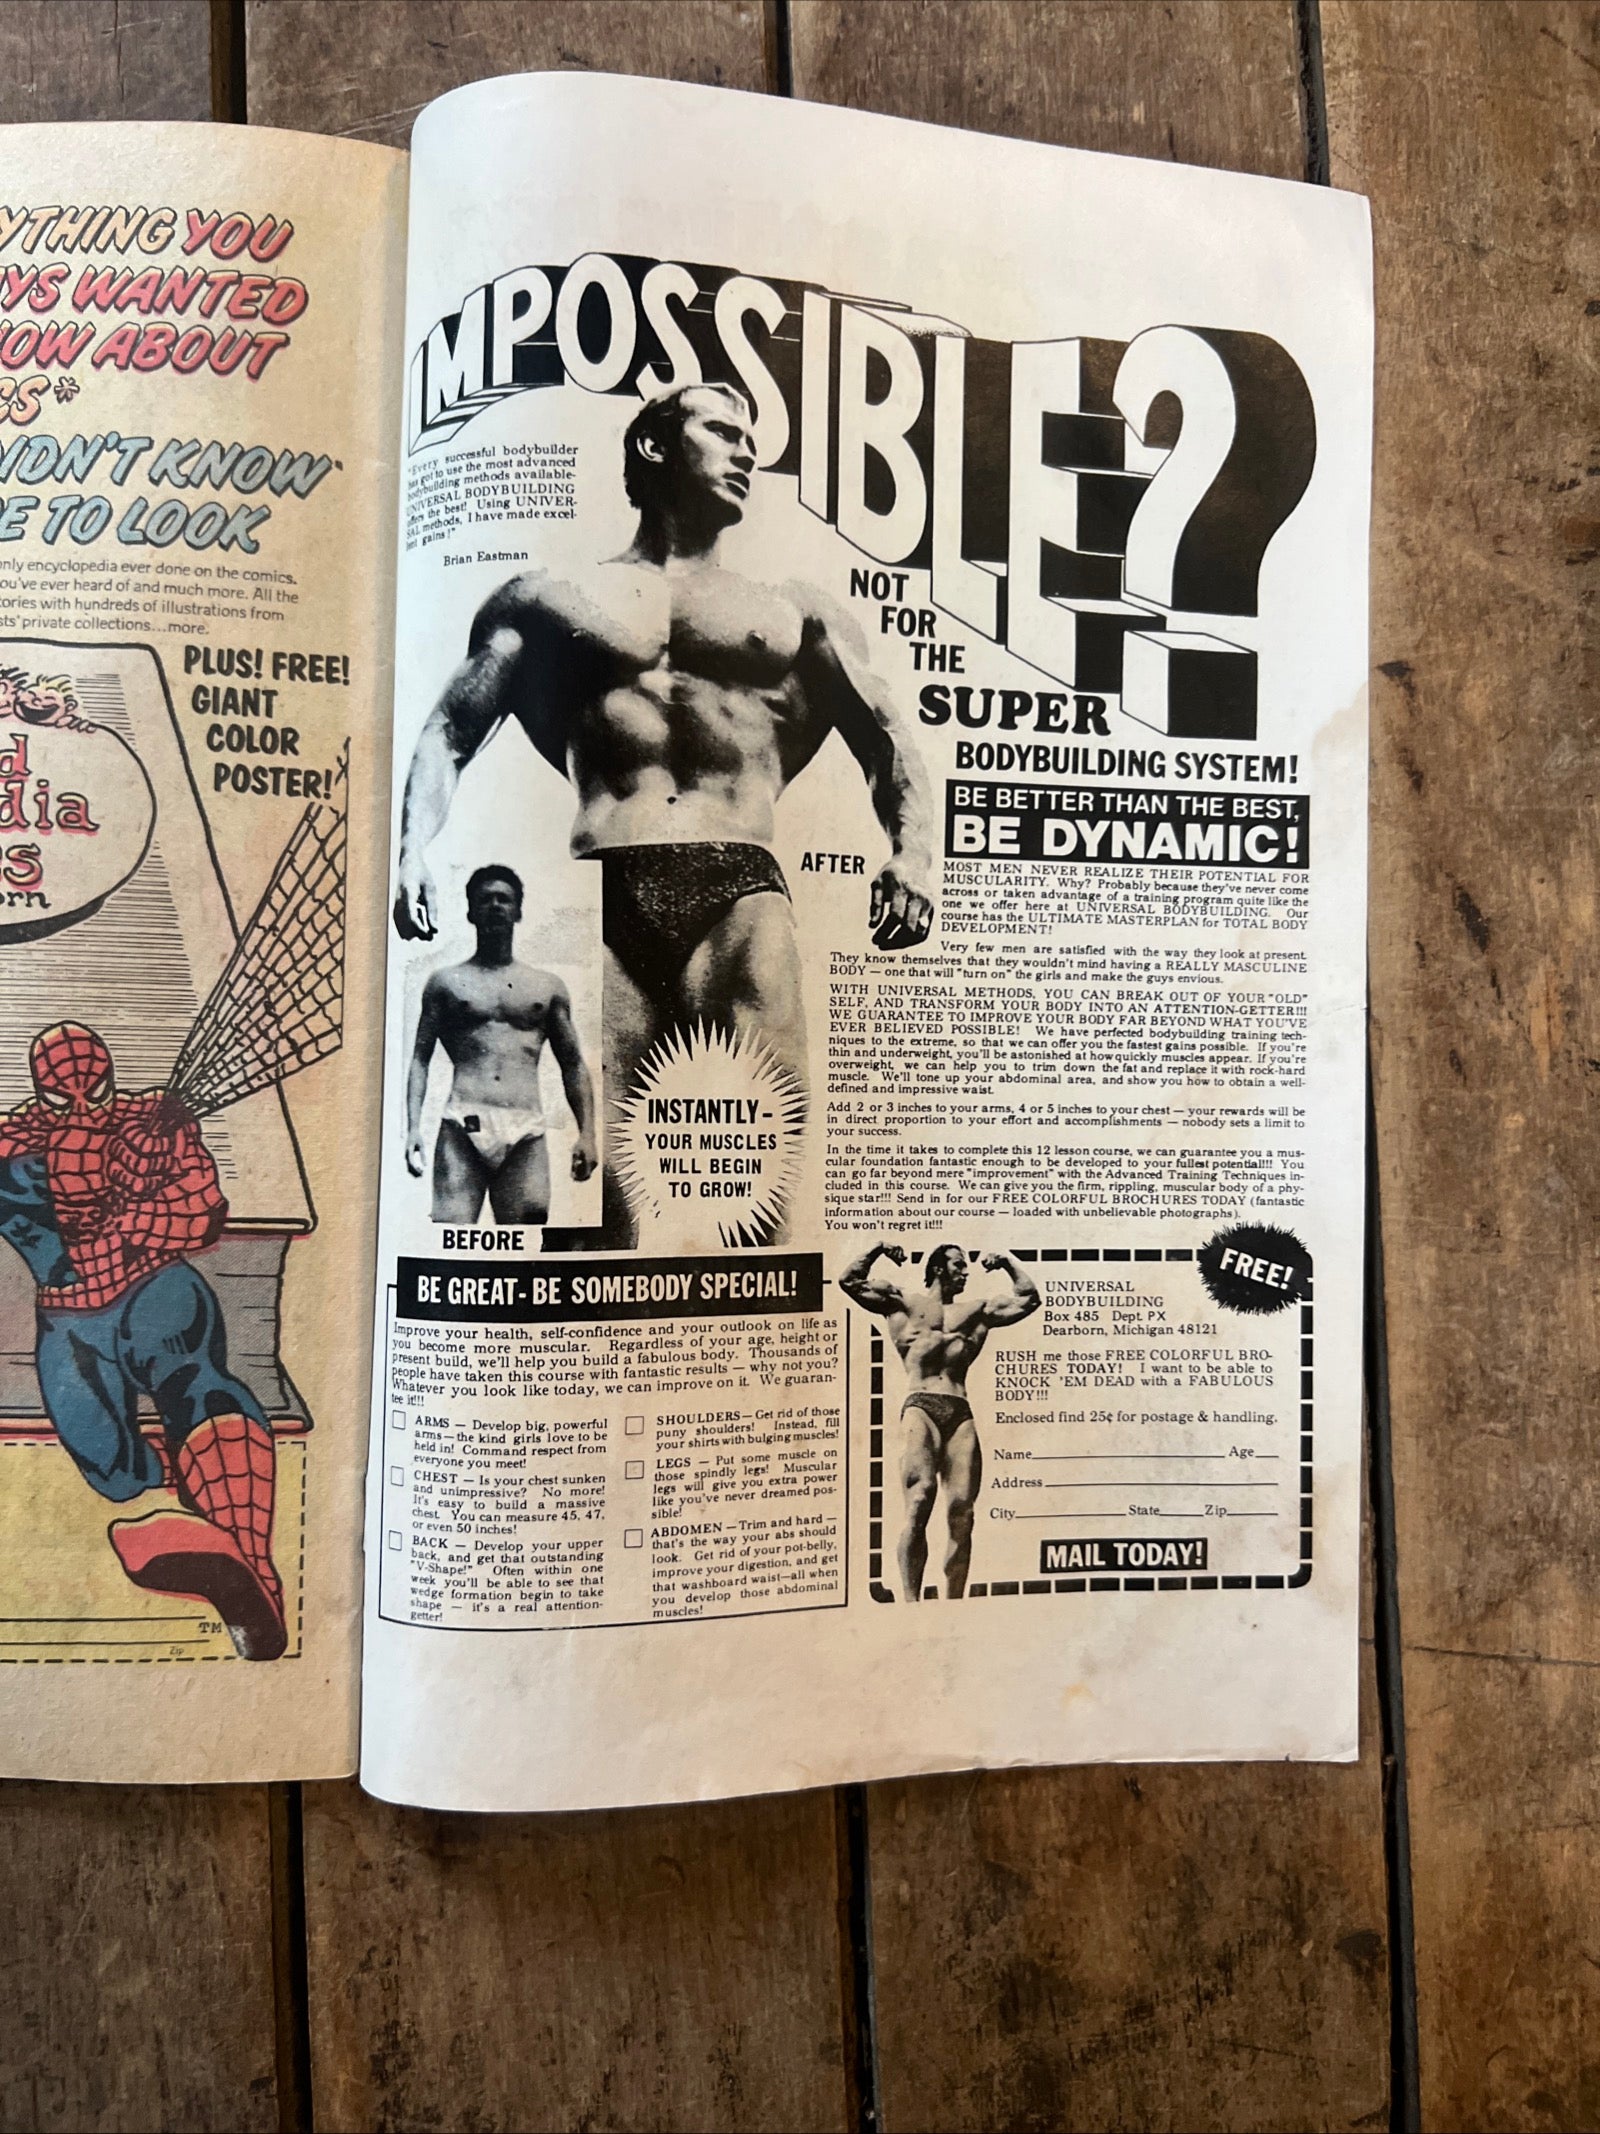 YTHING YOU
YS WANTED
OW ABOUT
CS*
DN'T KNOW
E TO LOOK
only encyclopedia ever done on the comics.
ou've ever heard of and much more. All the
tories with hundreds of illustrations from
sts' private collections...more.
PLUS! FREE!
GIANT
COLOR
POSTER!
d
dia
s
orn
TM
Zip
IMPOSSIBLE?
"Every successful bodybuilder
has got to use the most advanced
bodybuilding methods available-
UNIVERSAL BODYBUILDING
offers the best! Using UNIVER-
SAL methods, I have made excel-
lent gains!"
Brian Eastman
NOT
FOR
THE
SUPER
BODYBUILDING SYSTEM!
BE BETTER THAN THE BEST,
BE DYNAMIC!
AFTER
MOST MEN NEVER REALIZE THEIR POTENTIAL FOR
MUSCULARITY. Why? Probably because they've never come
across or taken advantage of a training program quite like the
one we offer here at UNIVERSAL BODYBUILDING. Our
course has the ULTIMATE MASTERPLAN for TOTAL BODY
DEVELOPMENT!
Very few men are satisfied with the way they look at present.
They know themselves that they wouldn't mind having a REALLY MASCULINE
BODY — one that will "turn on" the girls and make the guys envious.
WITH UNIVERSAL METHODS, YOU CAN BREAK OUT OF YOUR "OLD"
SELF, AND TRANSFORM YOUR BODY INTO AN ATTENTION-GETTER!!!
WE GUARANTEE TO IMPROVE YOUR BODY FAR BEYOND WHAT YOU'VE
EVER BELIEVED POSSIBLE! We have perfected bodybuilding training tech-
niques to the extreme, so that we can offer you the fastest gains possible. If you're
thin and underweight, you'll be astonished at how quickly muscles appear. If you're
overweight, we can help you to trim down the fat and replace it with rock-hard
muscle. We'll tone up your abdominal area, and show you how to obtain a well-
defined and impressive waist.
Add 2 or 3 inches to your arms, 4 or 5 inches to your chest — your rewards will be
in direct proportion to your effort and accomplishments — nobody sets a limit to
your success.
In the time it takes to complete this 12 lesson course, we can guarantee you a mus-
cular foundation fantastic enough to be developed to your fullest potential!!! You
can go far beyond mere "improvement" with the Advanced Training Techniques in-
cluded in this course. We can give you the firm, rippling, muscular body of a phy-
sique star!!! Send in for our FREE COLORFUL BROCHURES TODAY (fantastic
information about our course — loaded with unbelievable photographs).
You won't regret it!!!
INSTANTLY-
YOUR MUSCLES
WILL BEGIN
TO GROW!
BEFORE
BE GREAT- BE SOMEBODY SPECIAL!
Improve your health, self-confidence and your outlook on life as
you become more muscular. Regardless of your age, height or
present build, we'll help you build a fabulous body. Thousands of
people have taken this course with fantastic results — why not you?
Whatever you look like today, we can improve on it. We guaran-
tee it!!!
ARMS — Develop big, powerful
arms—the kind girls love to be
held in! Command respect from
everyone you meet!
CHEST — Is your chest sunken
and unimpressive? No more!
It's easy to build a massive
chest. You can measure 45, 47,
or even 50 inches!
BACK — Develop your upper
back, and get that outstanding
"V-Shape!" Often within one
week you'll be able to see that
wedge formation begin to take
shape — it's a real attention-
getter!
SHOULDERS— Get rid of those
puny shoulders! Instead, fill
your shirts with bulging muscles!
LEGS — Put some muscle on
those spindly legs! Muscular
legs will give you extra power
like you've never dreamed pos-
sible!
ABDOMEN — Trim and hard —
that's the way your abs should
look. Get rid of your pot-belly,
improve your digestion, and get
that washboard waist—all when
you develop those abdominal
muscles!
FREE!
UNIVERSAL
BODYBUILDING
Box 485 Dept. PX
Dearborn, Michigan 48121
RUSH me those FREE COLORFUL BRO-
CHURES TODAY! I want to be able to
KNOCK 'EM DEAD with a FABULOUS
BODY!!!
Enclosed find 25¢ for postage & handling.
Name Age
Address
City State Zip
MAIL TODAY!